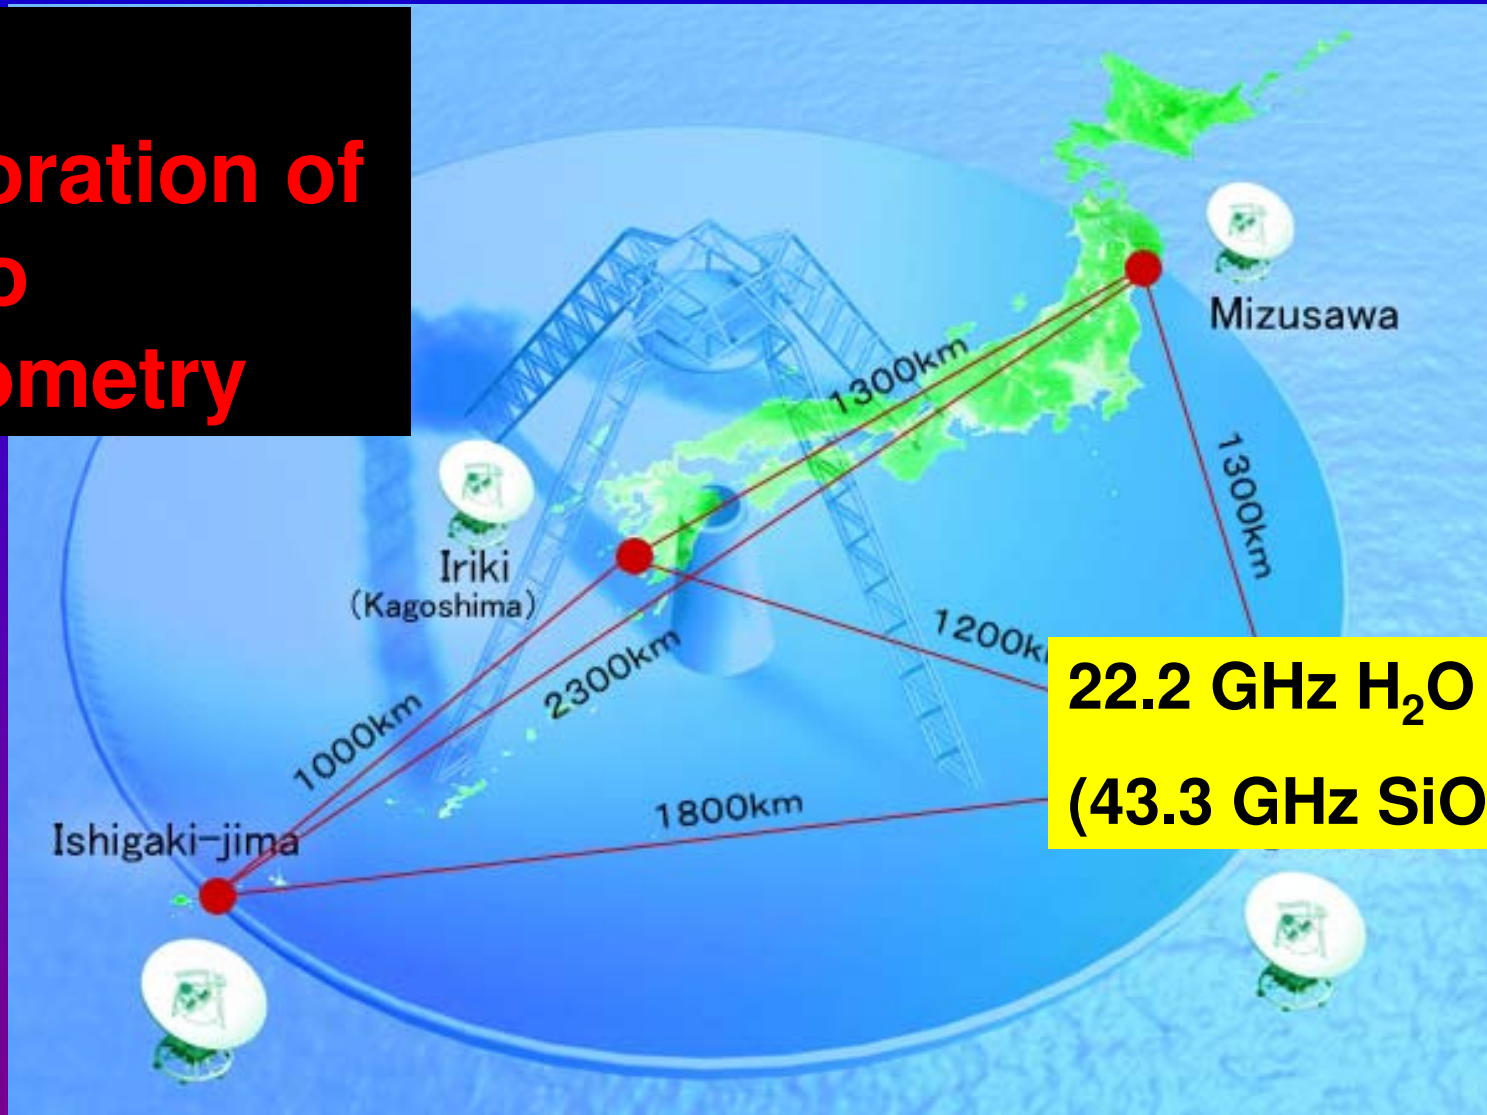 oration of
o
ometry
Mizusawa
1300km
1300km
Iriki
(Kagoshima)
1200k
2300km
22.2 GHz H₂O
1000km
(43.3 GHz SiO
1800km
Ishigaki-jima